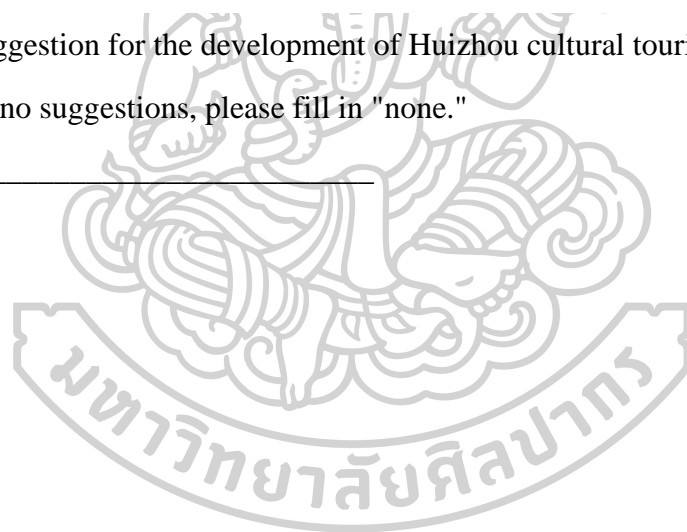 ggestion for the development of Huizhou cultural touri
no suggestions, please fill in "none."
มหาวิทยาลัยศิลปากร